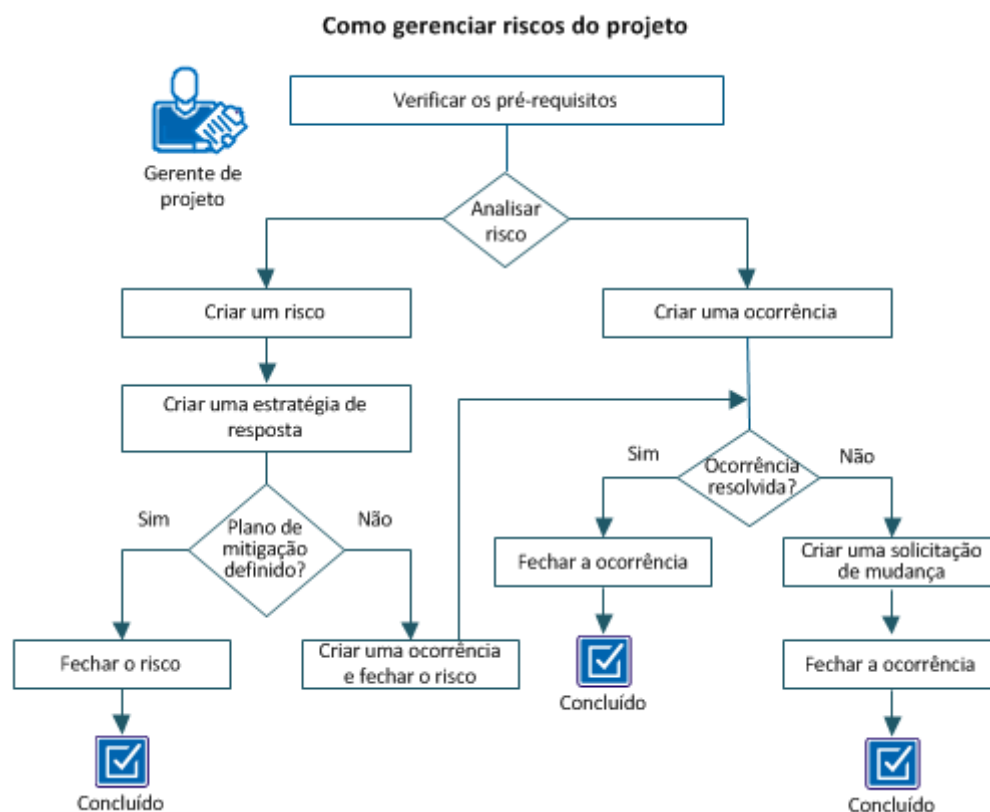 Como gerenciar riscos do projeto
Verificar os pré-requisitos
Gerente de
projeto
Analisar
risco
Criar um risco
Criar uma ocorrência
Criar uma estratégia de
resposta
Sim
Ocorrência
resolvida?
Não
Sim
Plano de
mitigação
definido?
Não
Fechar a ocorrência
Criar uma solicitação
de mudança
Fechar o risco
Criar uma ocorrência
e fechar o risco
Fechar a ocorrência
Concluído
Concluído
Concluído